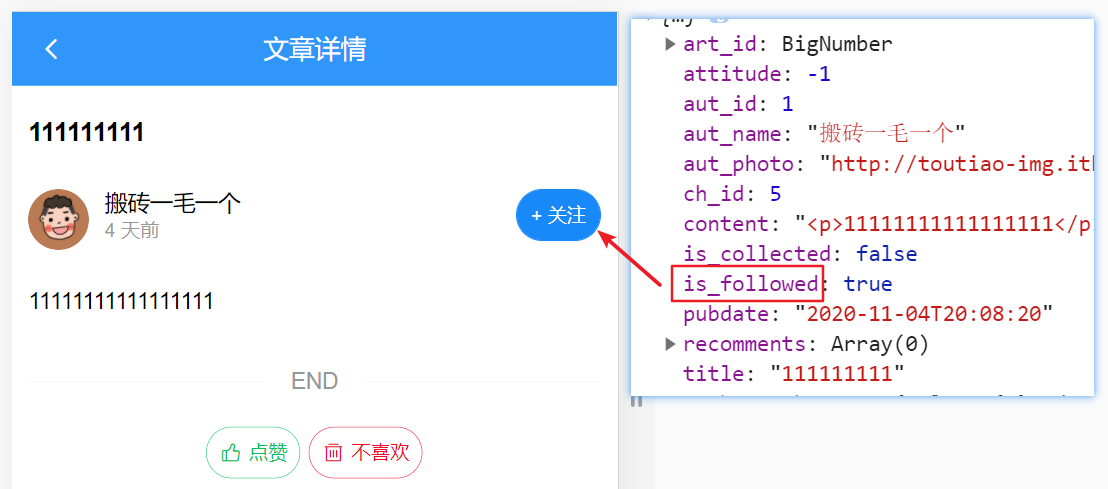 文章详情
111111111
搬砖一毛一个
4 天前
+ 关注
11111111111111111
END
点赞
不喜欢
art_id: BigNumber
attitude: -1
aut_id: 1
aut_name: "搬砖一毛一个"
aut_photo: "http://toutiao-img.itl
ch_id: 5
content: "<p>11111111111111111</p
is_collected: false
is_followed: true
pubdate: "2020-11-04T20:08:20"
recomments: Array(0)
title: "111111111"